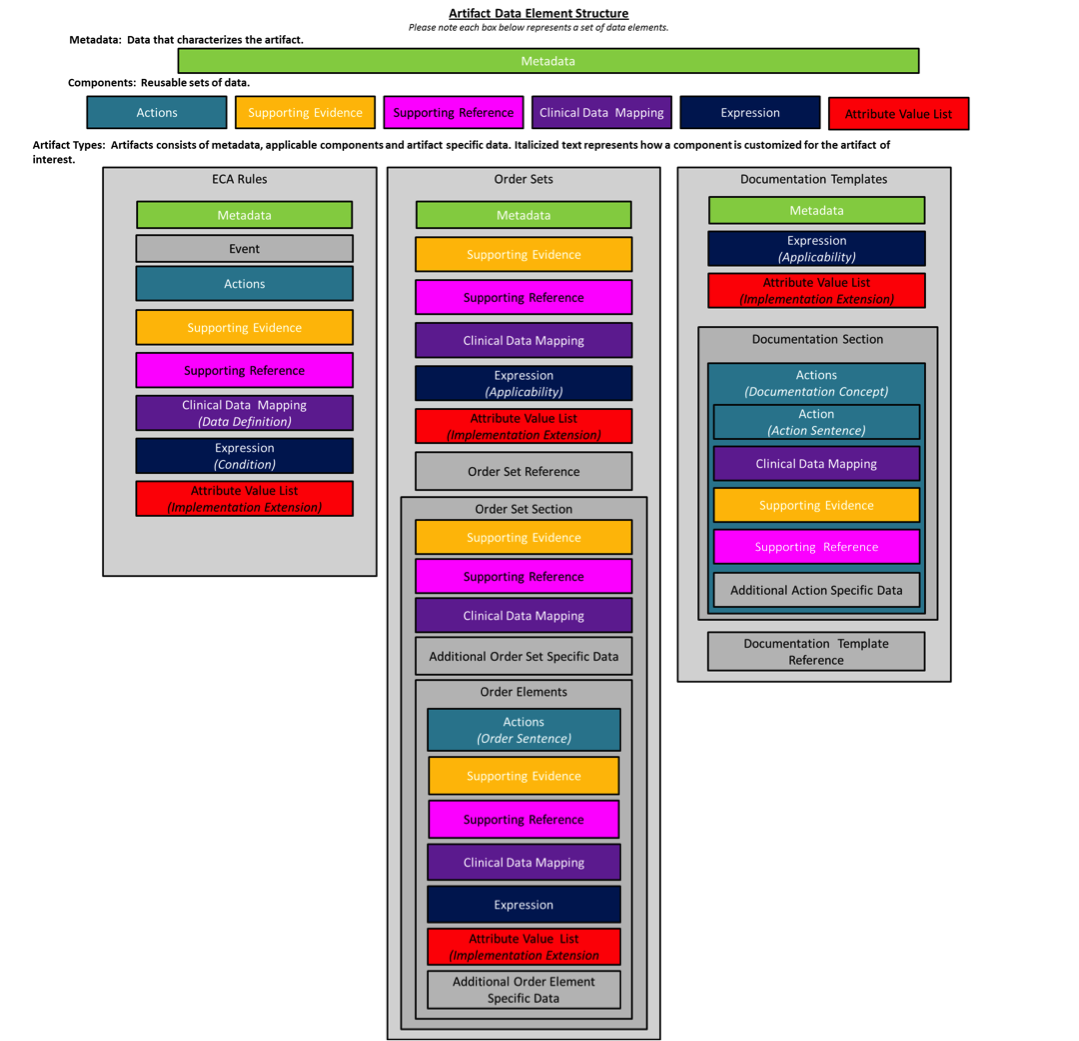 Artifact Data Element Structure
Please note each box below represents a set of data elements.
Metadata: Data that characterizes the artifact.
Metadata
Components: Reusable sets of data.
Actions
Supporting Evidence
Supporting Reference
Clinical Data Mapping
Expression
Attribute Value List
Artifact Types: Artifacts consists of metadata, applicable components and artifact specific data. Italicized text represents how a component is customized for the artifact of
interest.
ECA Rules
Metadata
Event
Actions
Supporting Evidence
Supporting Reference
Clinical Data Mapping
(Data Definition)
Expression
(Condition)
Attribute Value List
(Implementation Extension)
Order Sets
Metadata
Supporting Evidence
Supporting Reference
Clinical Data Mapping
Expression
(Applicability)
Attribute Value List
(Implementation Extension)
Order Set Reference
Order Set Section
Supporting Evidence
Supporting Reference
Clinical Data Mapping
Additional Order Set Specific Data
Order Elements
Actions
(Order Sentence)
Supporting Evidence
Supporting Reference
Clinical Data Mapping
Expression
Attribute Value List
(Implementation Extension
Additional Order Element
Specific Data
Documentation Templates
Metadata
Expression
(Applicability)
Attribute Value List
(Implementation Extension)
Documentation Section
Actions
(Documentation Concept)
Action
(Action Sentence)
Clinical Data Mapping
Supporting Evidence
Supporting Reference
Additional Action Specific Data
Documentation Template
Reference